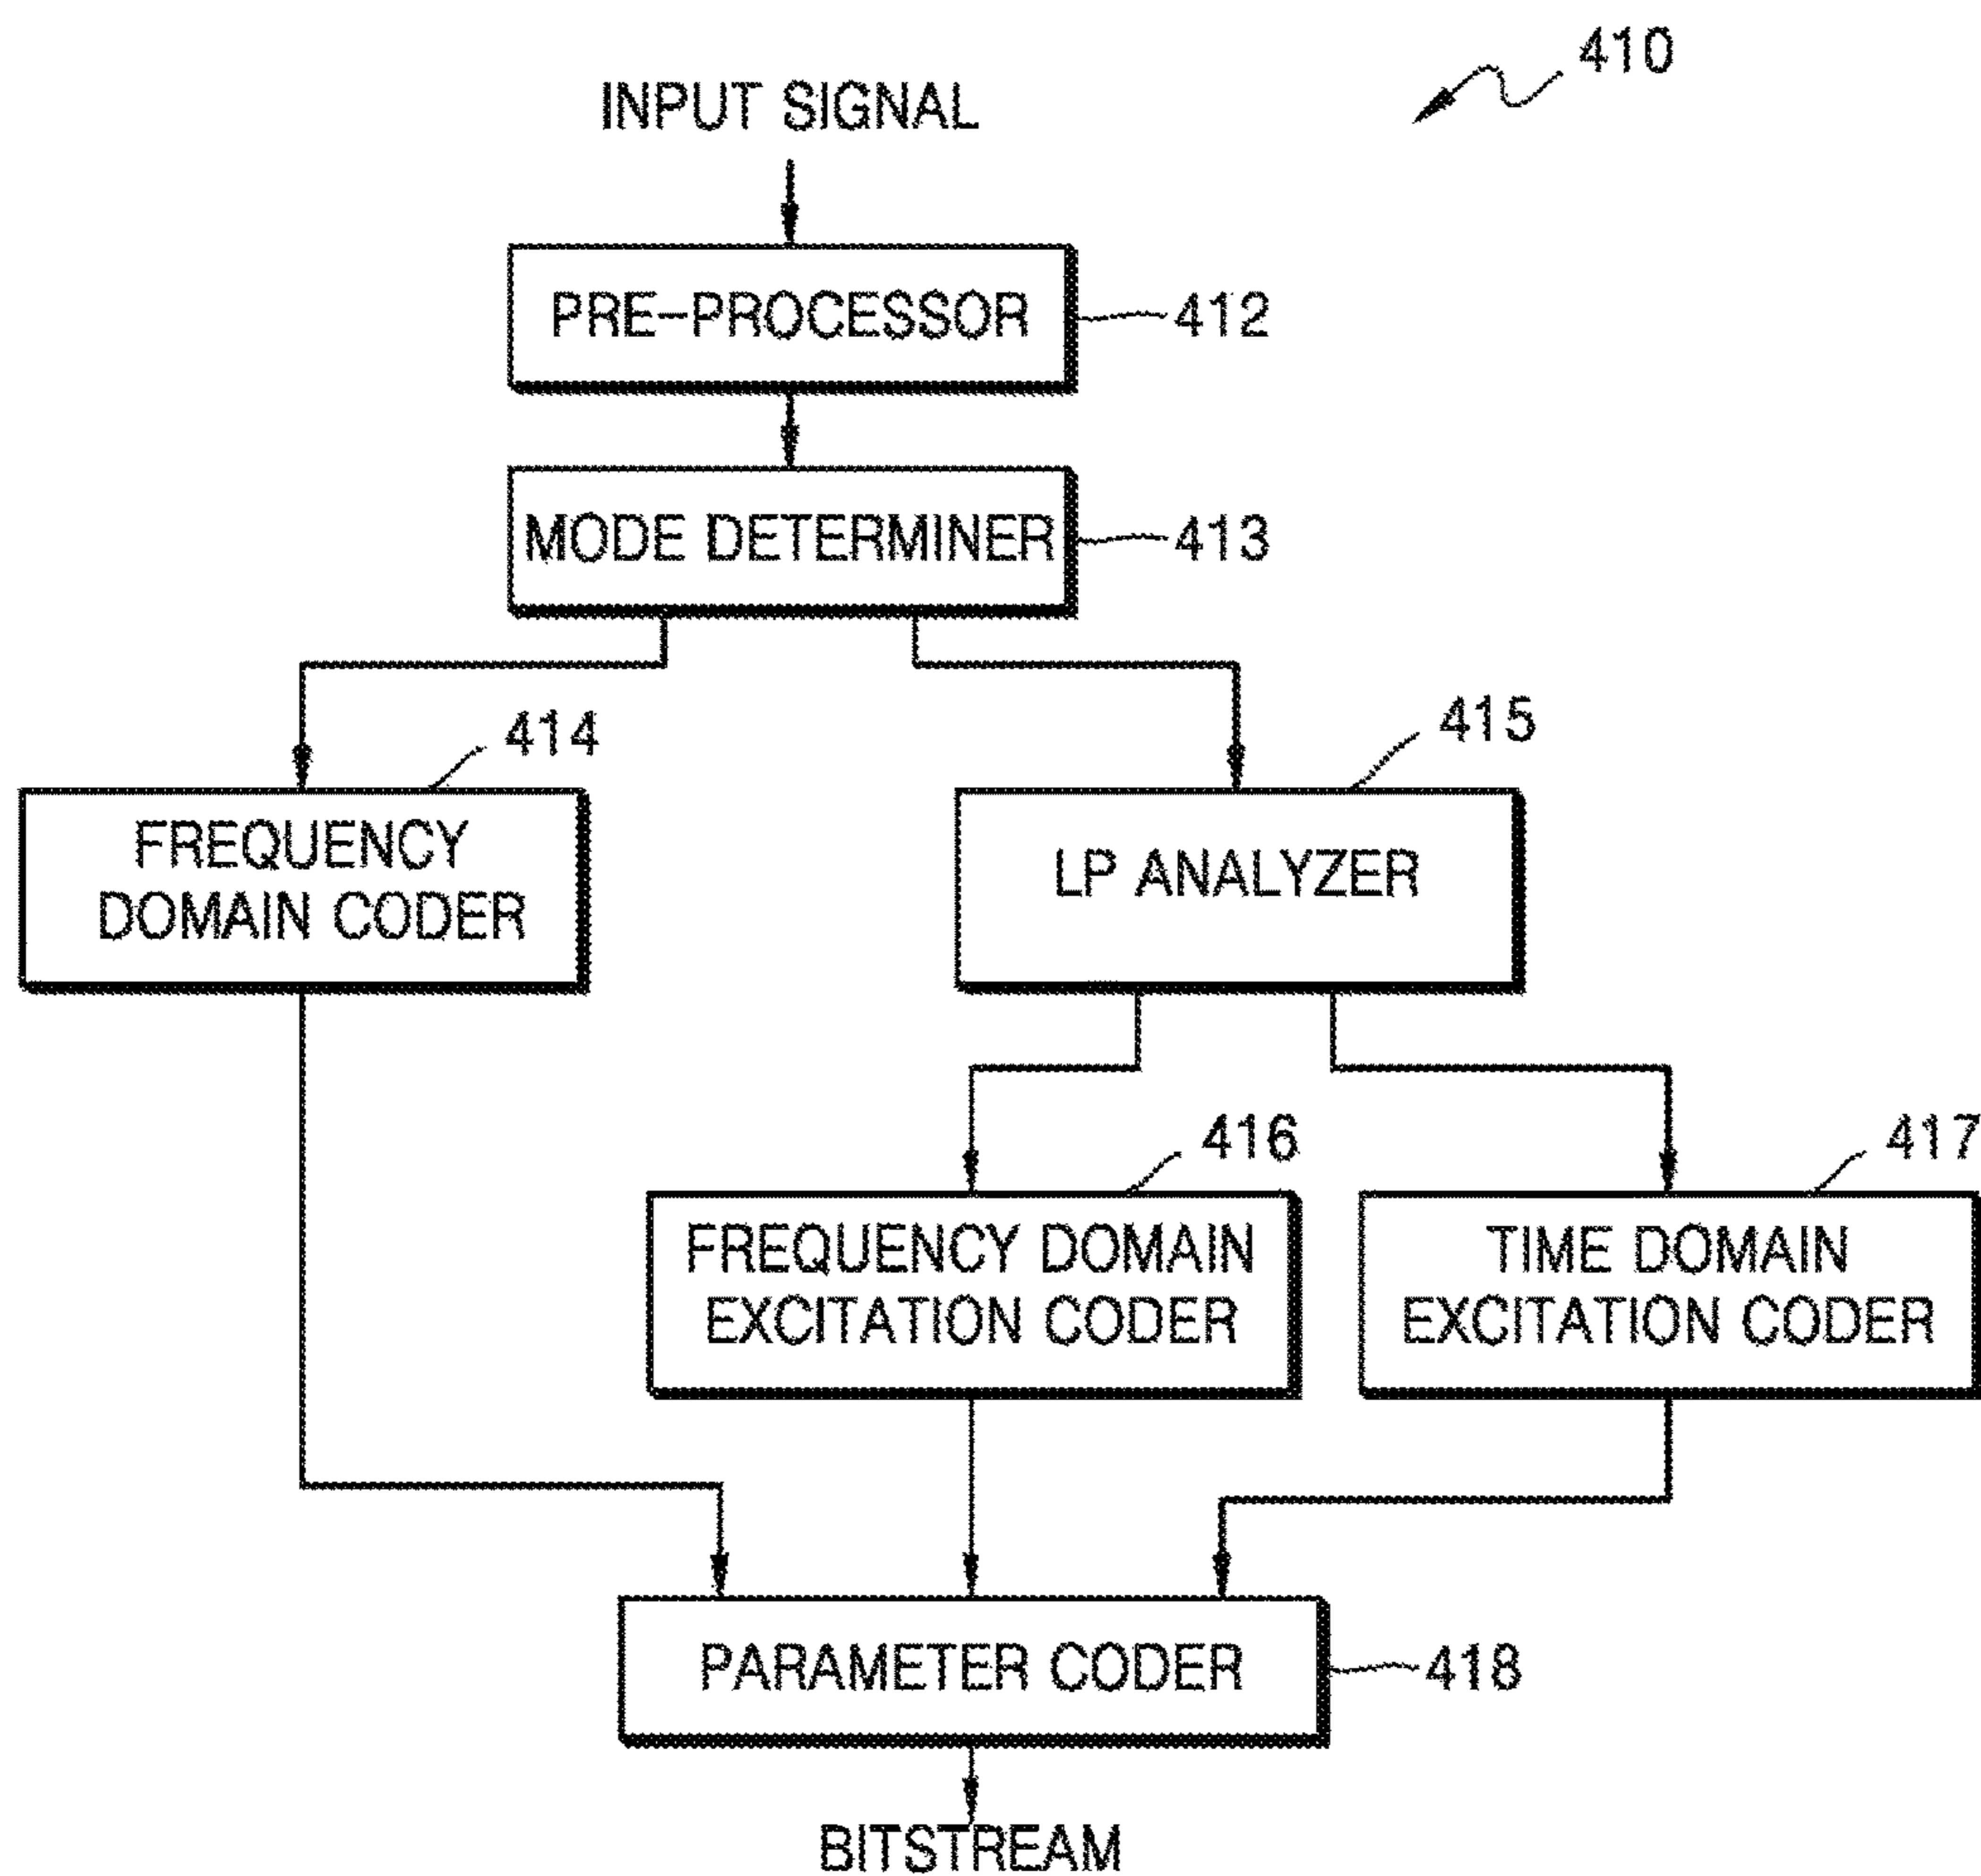 410
INPUT SIGNAL
PRE-PROCESSOR
412
MODE DETERMINER
413
414
415
FREQUENCY
DOMAIN CODER
LP ANALYZER
416
417
FREQUENCY DOMAIN
EXCITATION CODER
TIME DOMAIN
EXCITATION CODER
PARAMETER CODER
418
BITSTREAM